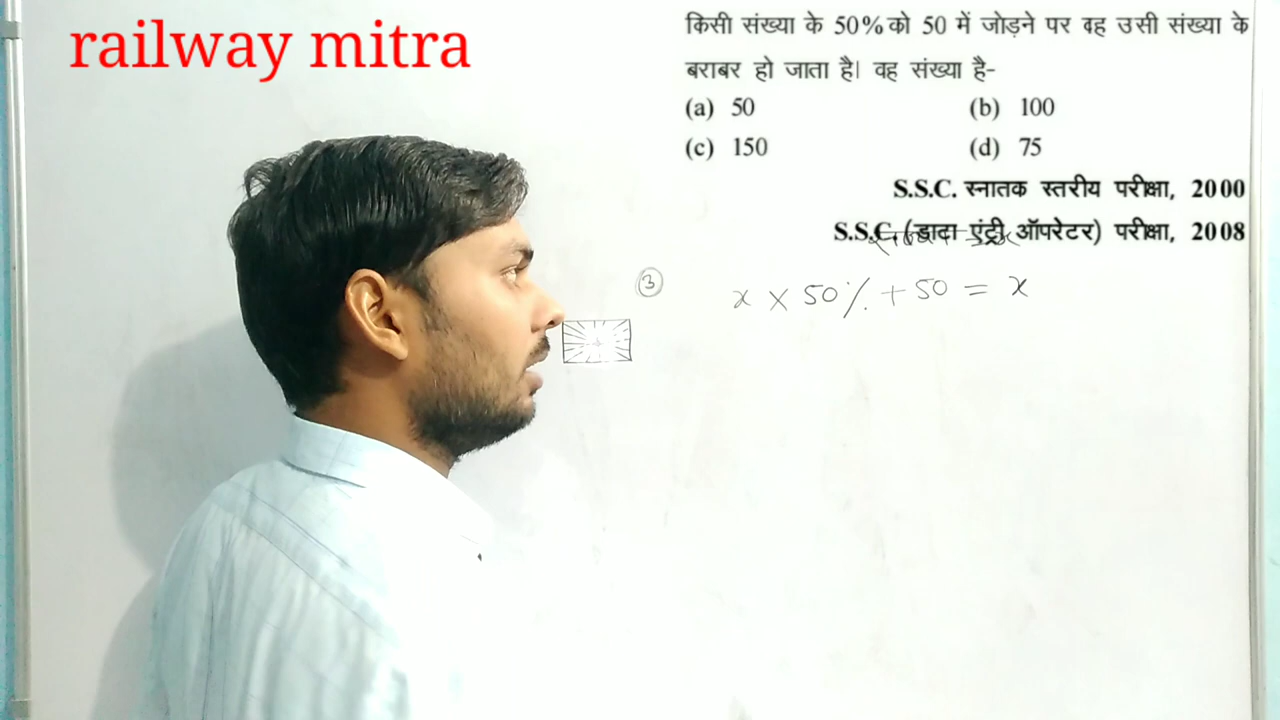 railway mitra
किसी संख्या के 50% को 50 में जोड़ने पर वह उसी संख्या के
बराबर हो जाता है। वह संख्या है-
(a) 50 (b) 100
(c) 150 (d) 75
S.S.C. स्नातक स्तरीय परीक्षा, 2000
S.S.C. (डाटा एंट्री ऑपरेटर) परीक्षा, 2008
3 x × 50% + 50 = x